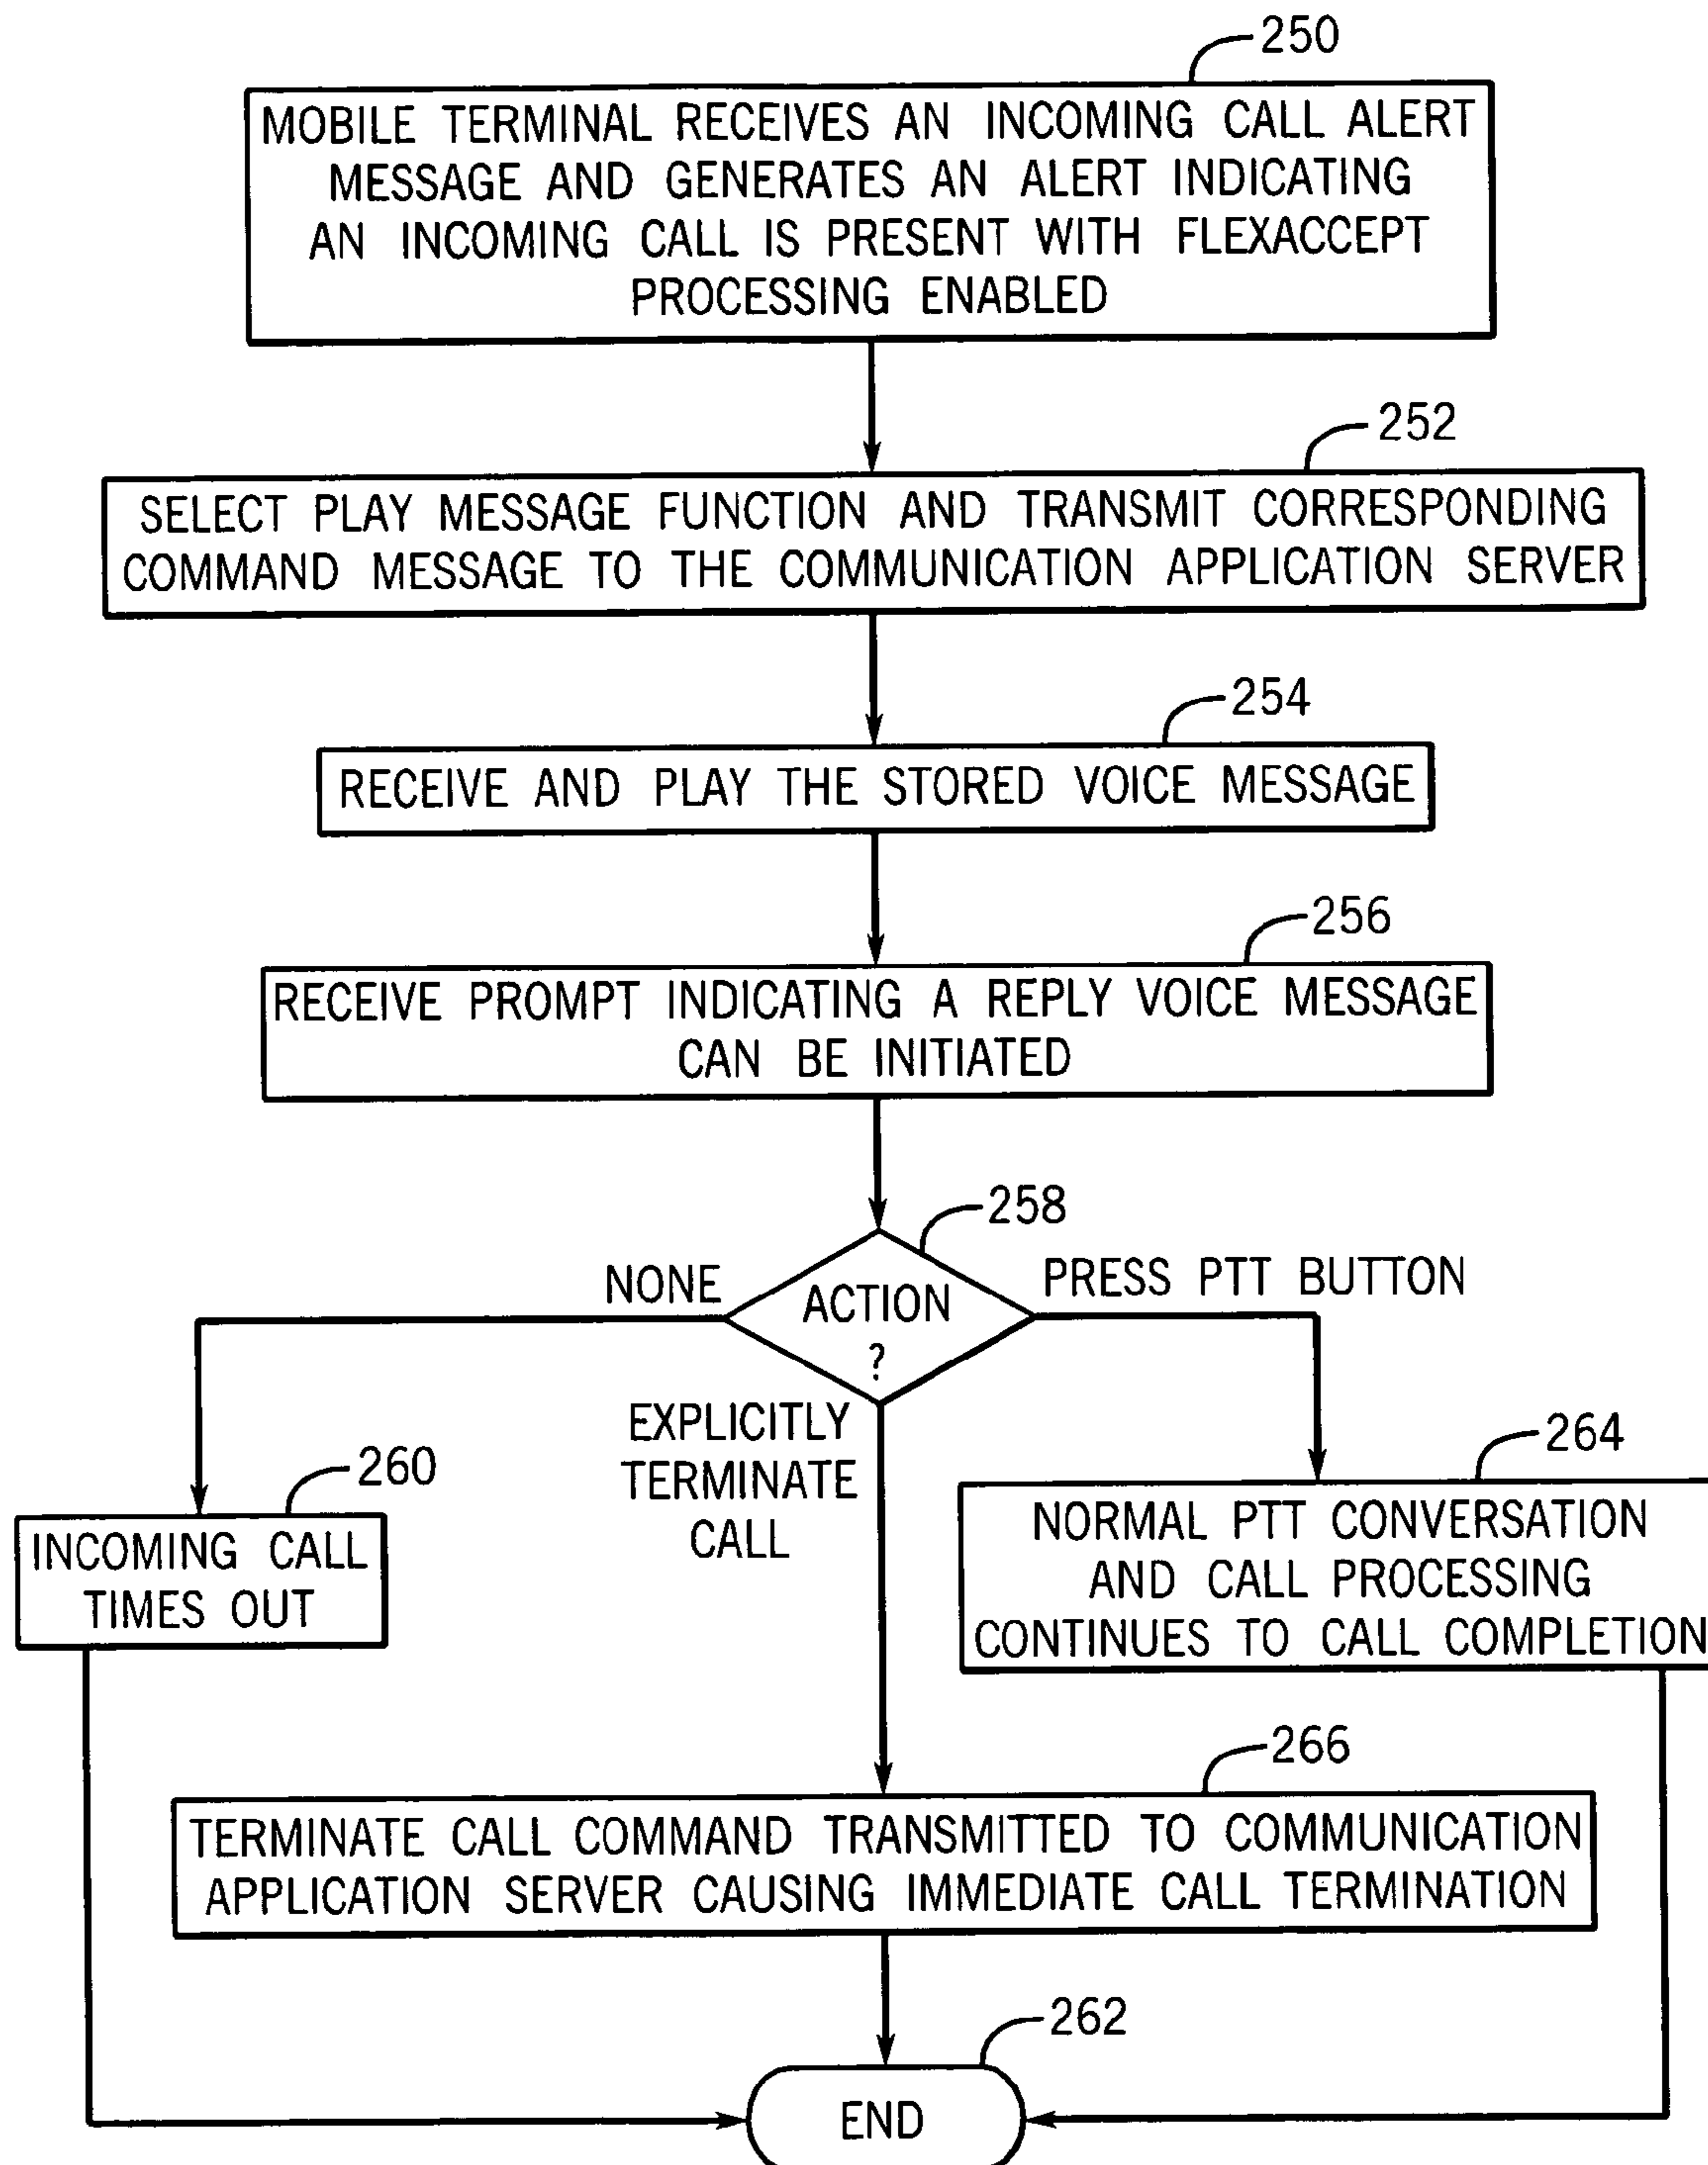 250
MOBILE TERMINAL RECEIVES AN INCOMING CALL ALERT
MESSAGE AND GENERATES AN ALERT INDICATING
AN INCOMING CALL IS PRESENT WITH FLEXACCEPT
PROCESSING ENABLED
252
SELECT PLAY MESSAGE FUNCTION AND TRANSMIT CORRESPONDING
COMMAND MESSAGE TO THE COMMUNICATION APPLICATION SERVER
254
RECEIVE AND PLAY THE STORED VOICE MESSAGE
256
RECEIVE PROMPT INDICATING A REPLY VOICE MESSAGE
CAN BE INITIATED
258
NONE
ACTION
?
PRESS PTT BUTTON
EXPLICITLY
TERMINATE
CALL
260
INCOMING CALL
TIMES OUT
264
NORMAL PTT CONVERSATION
AND CALL PROCESSING
CONTINUES TO CALL COMPLETION
266
TERMINATE CALL COMMAND TRANSMITTED TO COMMUNICATION
APPLICATION SERVER CAUSING IMMEDIATE CALL TERMINATION
262
END